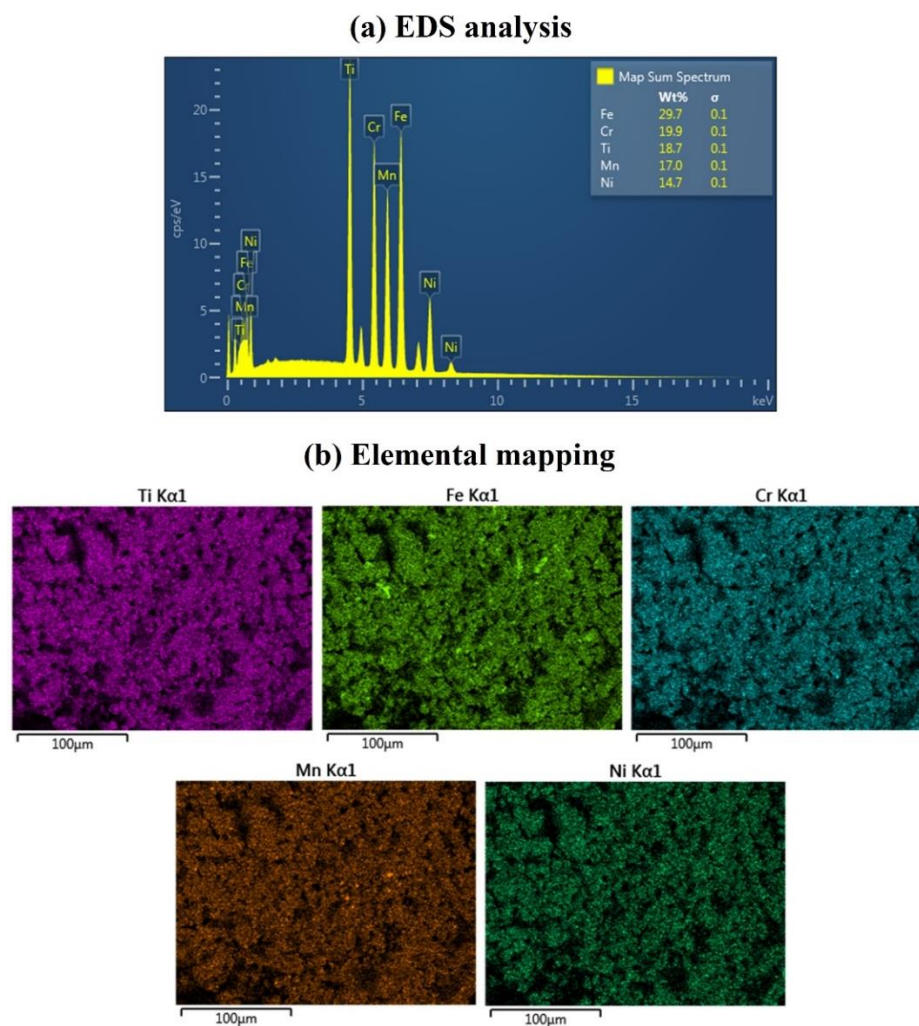 (a) EDS analysis
Map Sum Spectrum
Wt% σ
Fe 29.7 0.1
Cr 19.9 0.1
Ti 18.7 0.1
Mn 17.0 0.1
Ni 14.7 0.1
cps/eV
20
15
10
5
0
Ti
Cr
Fe
Mn
Ni
Ni
Ni
Fe
Cr
Mn
Ti
0 5 10 15 keV
(b) Elemental mapping
Ti Kα1 Fe Kα1 Cr Kα1
100μm 100μm 100μm
Mn Kα1 Ni Kα1
100μm 100μm